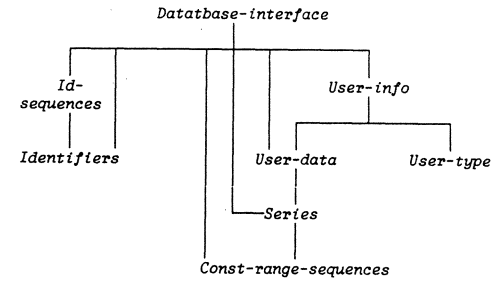 Datatbase-interface
Id-
sequences
User-info
Identifiers
User-data
User-type
Series
Const-range-sequences